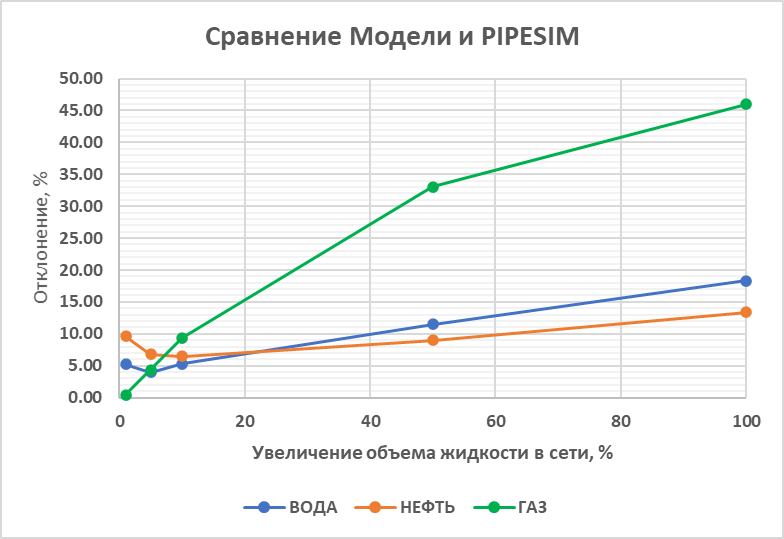 Сравнение Модели и PIPESIM
50.00
45.00
40.00
35.00
30.00
25.00
20.00
15.00
10.00
5.00
0.00
Отклонение, %
0 20 40 60 80 100
Увеличение объема жидкости в сети, %
ВОДА НЕФТЬ ГАЗ